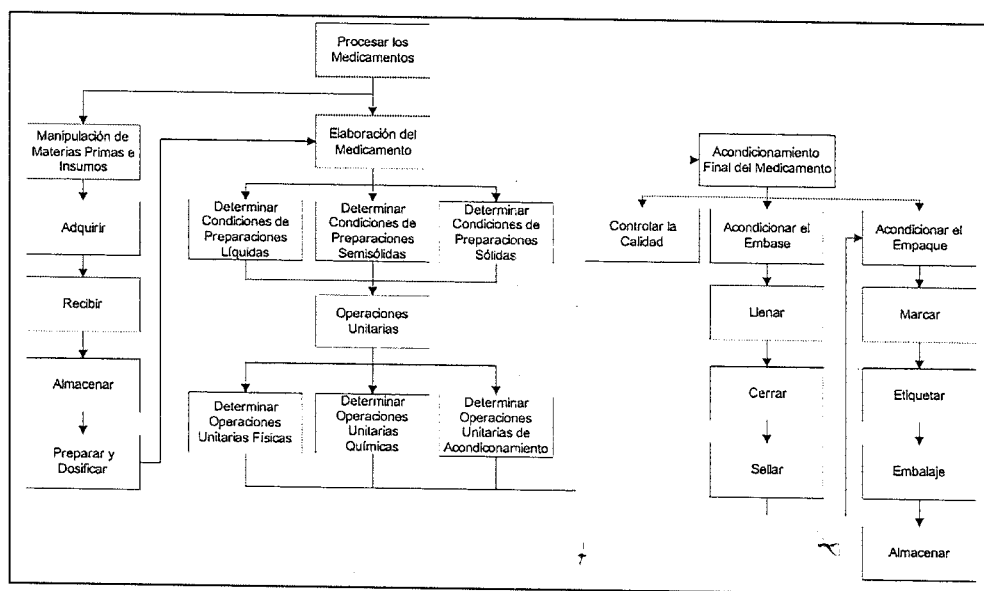 Procesar los
Medicamentos
Manipulación de
Materias Primas e
Insumos
Adquirir
Recibir
Almacenar
Preparar y
Dosificar
Elaboración del
Medicamento
Determinar
Condiciones de
Preparaciones
Líquidas
Determinar
Condiciones de
Preparaciones
Semisólidas
Determinar
Condiciones de
Preparaciones
Sólidas
Operaciones
Unitarias
Determinar
Operaciones
Unitarias Físicas
Determinar
Operaciones
Unitarias
Químicas
Determinar
Operaciones
Unitarias de
Acondiconamiento
Acondicionamiento
Final del Medicamento
Controlar la
Calidad
Acondicionar el
Embase
Llenar
Cerrar
Sellar
Acondicionar el
Empaque
Marcar
Etiquetar
Embalaje
Almacenar